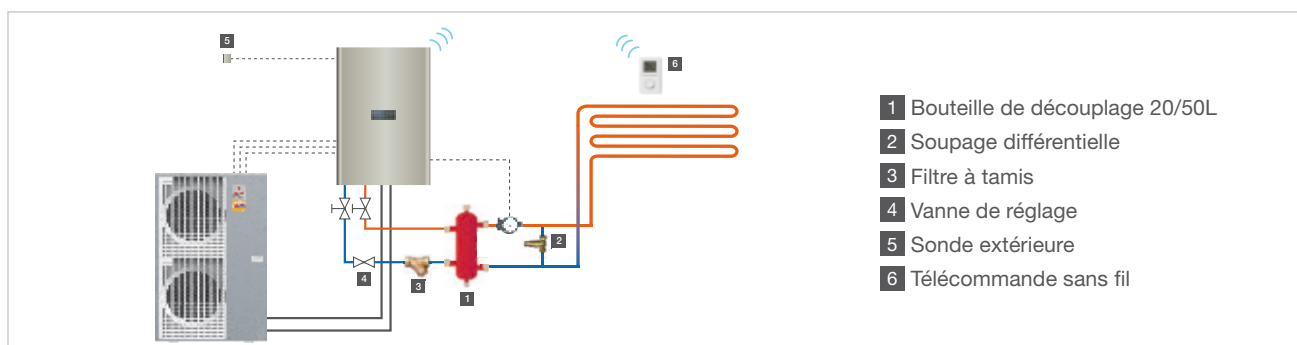 5
6
2
4
3
1
1 Bouteille de découplage 20/50L
2 Soupage différentielle
3 Filtre à tamis
4 Vanne de réglage
5 Sonde extérieure
6 Télécommande sans fil